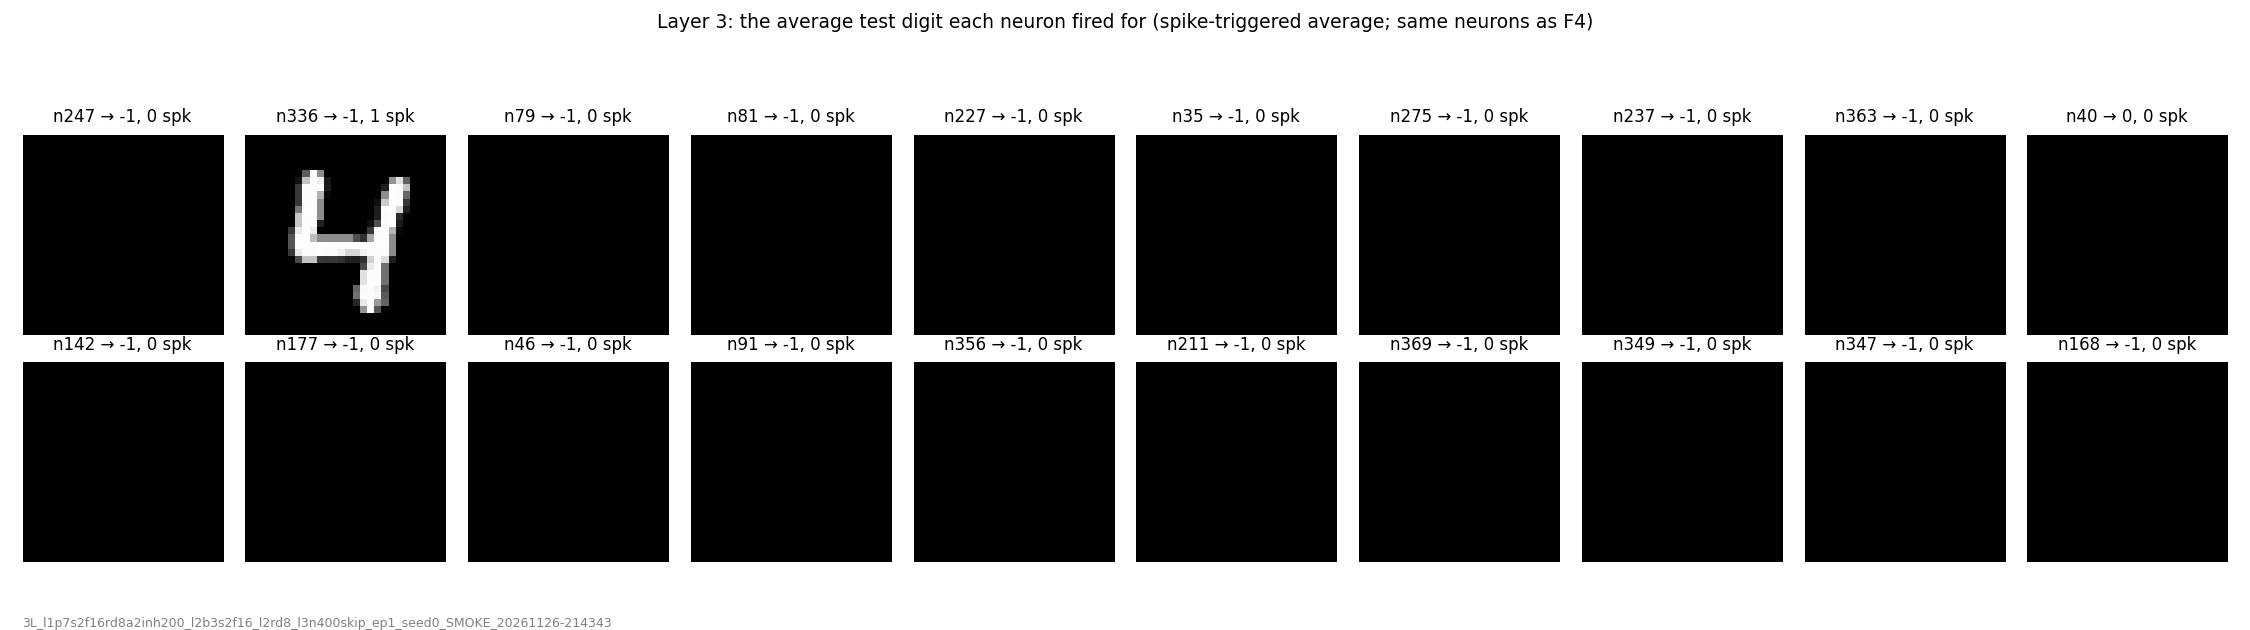 Layer 3: the average test digit each neuron fired for (spike-triggered average; same neurons as F4)
n247 → -1, 0 spk
n336 → -1, 1 spk
n79 → -1, 0 spk
n81 → -1, 0 spk
n227 → -1, 0 spk
n35 → -1, 0 spk
n275 → -1, 0 spk
n237 → -1, 0 spk
n363 → -1, 0 spk
n40 → 0, 0 spk
4
n142 → -1, 0 spk
n177 → -1, 0 spk
n46 → -1, 0 spk
n91 → -1, 0 spk
n356 → -1, 0 spk
n211 → -1, 0 spk
n369 → -1, 0 spk
n349 → -1, 0 spk
n347 → -1, 0 spk
n168 → -1, 0 spk
3L_l1p7s2f16rd8a2inh200_l2b3s2f16_l2rd8_l3n400skip_ep1_seed0_SMOKE_20261126-214343